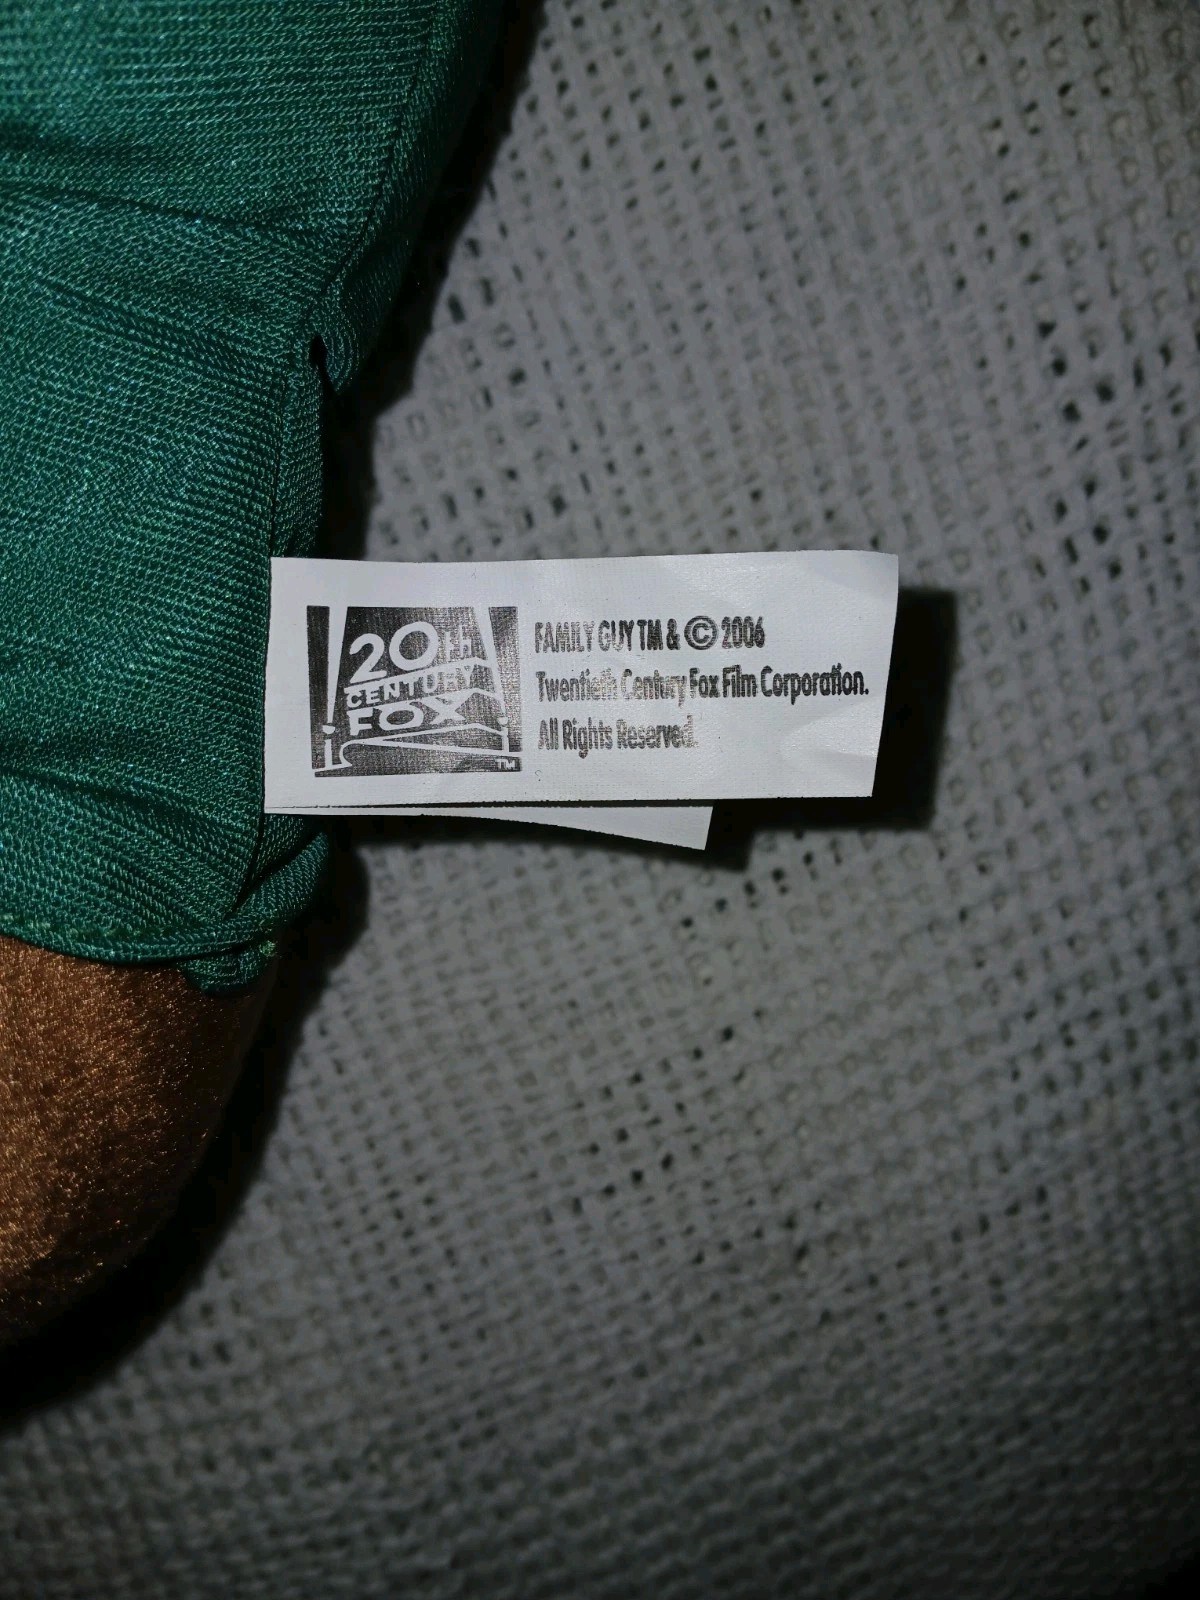 20TH
CENTURY
FOX
TM
FAMILY GUY TM & © 2006
Twentieth Century Fox Film Corporation.
All Rights Reserved.